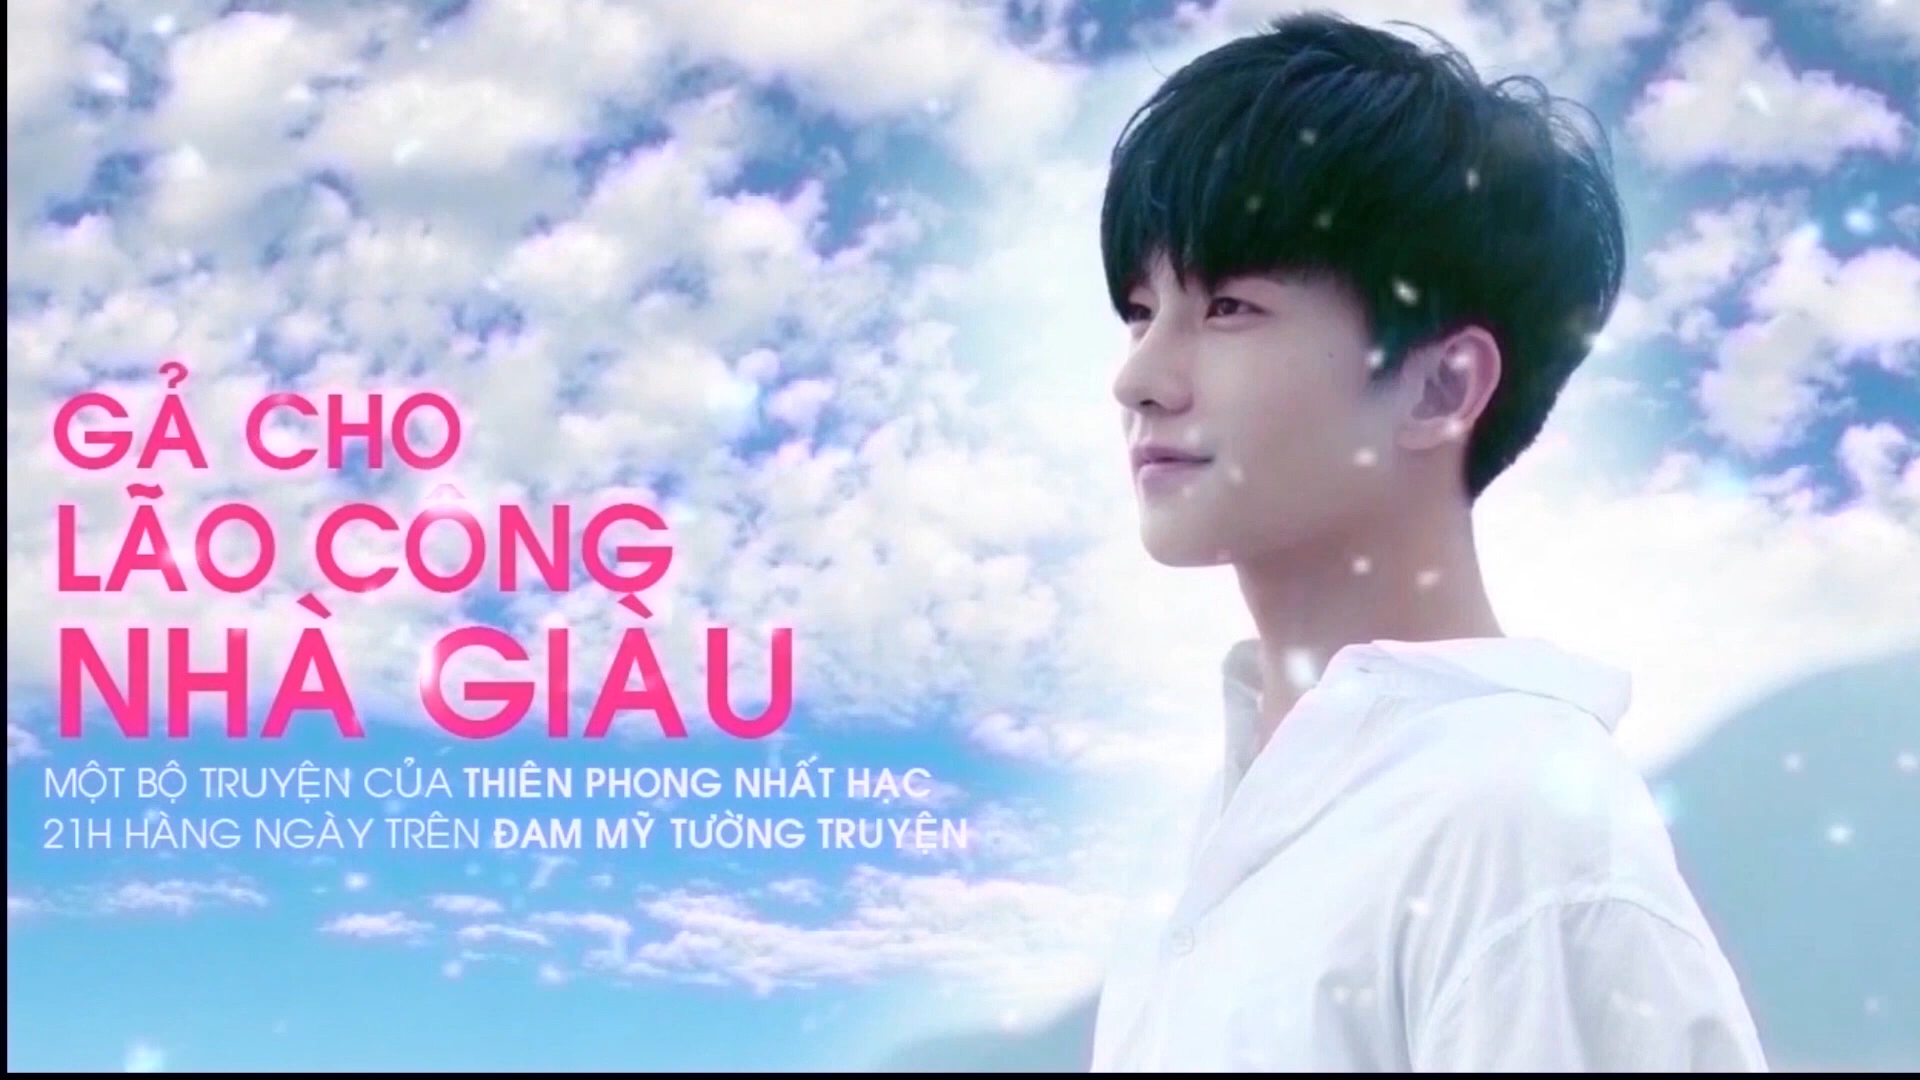 GẢ CHO
LÃO CÔNG
NHÀ GIÀU
MỘT BỘ TRUYỆN CỦA THIÊN PHONG NHẤT HẠC
21H HÀNG NGÀY TRÊN ĐAM MỸ TƯỜNG TRUYỆN